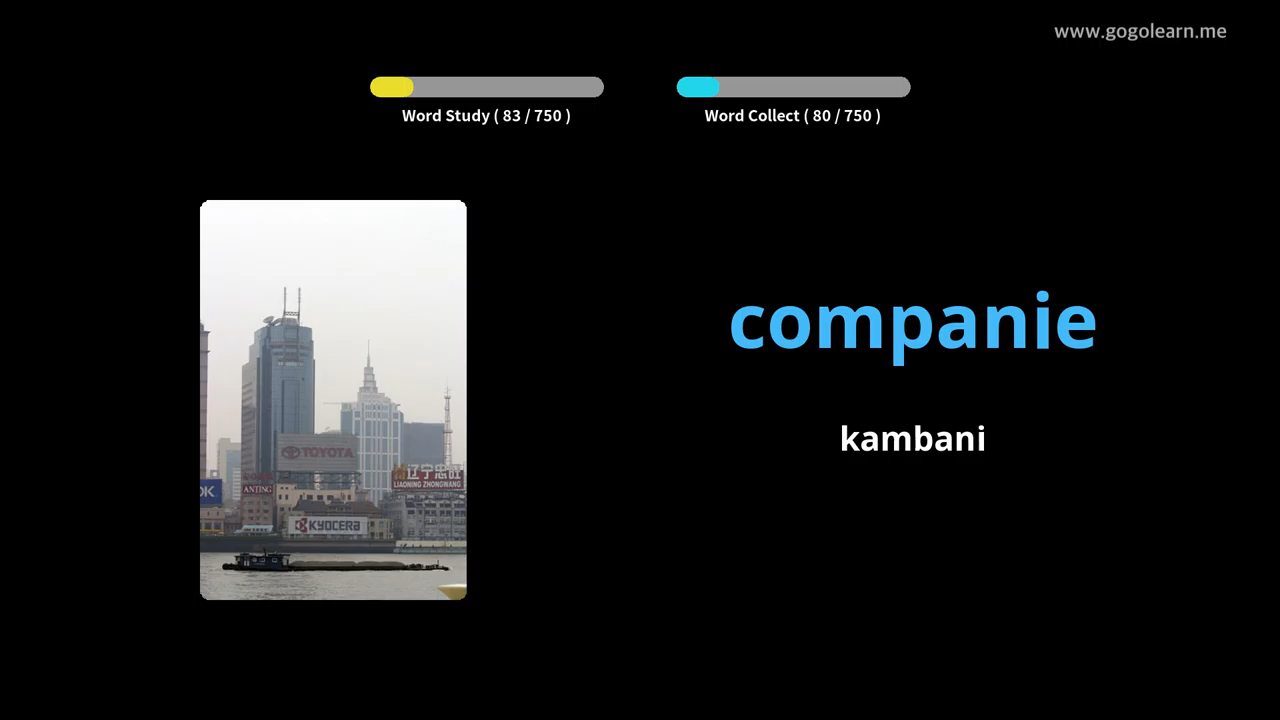 www.gogolearn.me
Word Study ( 83 / 750 )
Word Collect ( 80 / 750 )
companie
kambani
TOYOTA
辽宁忠旺
LIAONING ZHONGWANG
OK
ANTING
KYOCERA